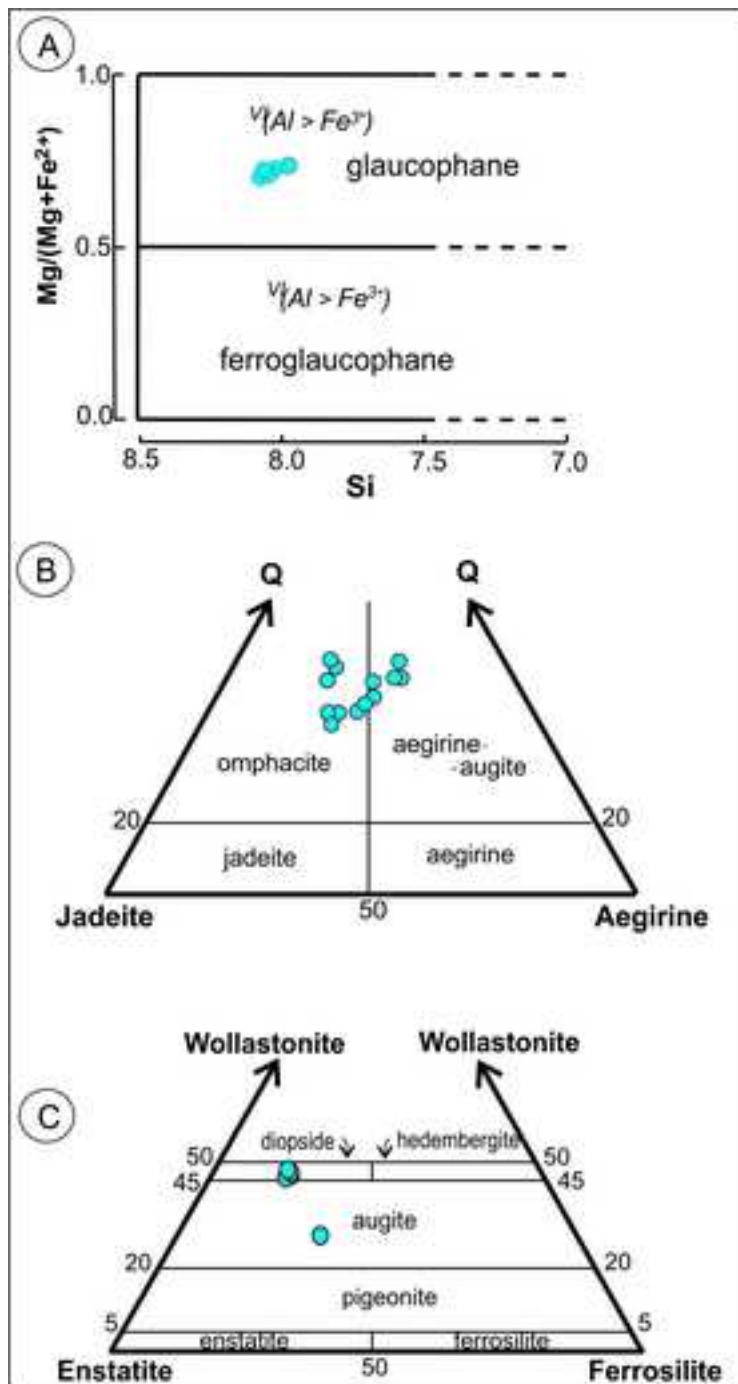 A
1.0
VI(Al > Fe3+)
glaucophane
Mg/(Mg+Fe2+)
0.5
VI(Al > Fe3+)
ferroglaucophane
0.0
8.5 8.0 7.5 7.0
Si
B
Q Q
omphacite
aegirine-
-augite
20 20
jadeite aegirine
Jadeite 50 Aegirine
Wollastonite Wollastonite
C
diopside hedembergite
50 50
45 45
augite
20 20
pigeonite
5 5
enstatite ferrosilite
Enstatite 50 Ferrosilite